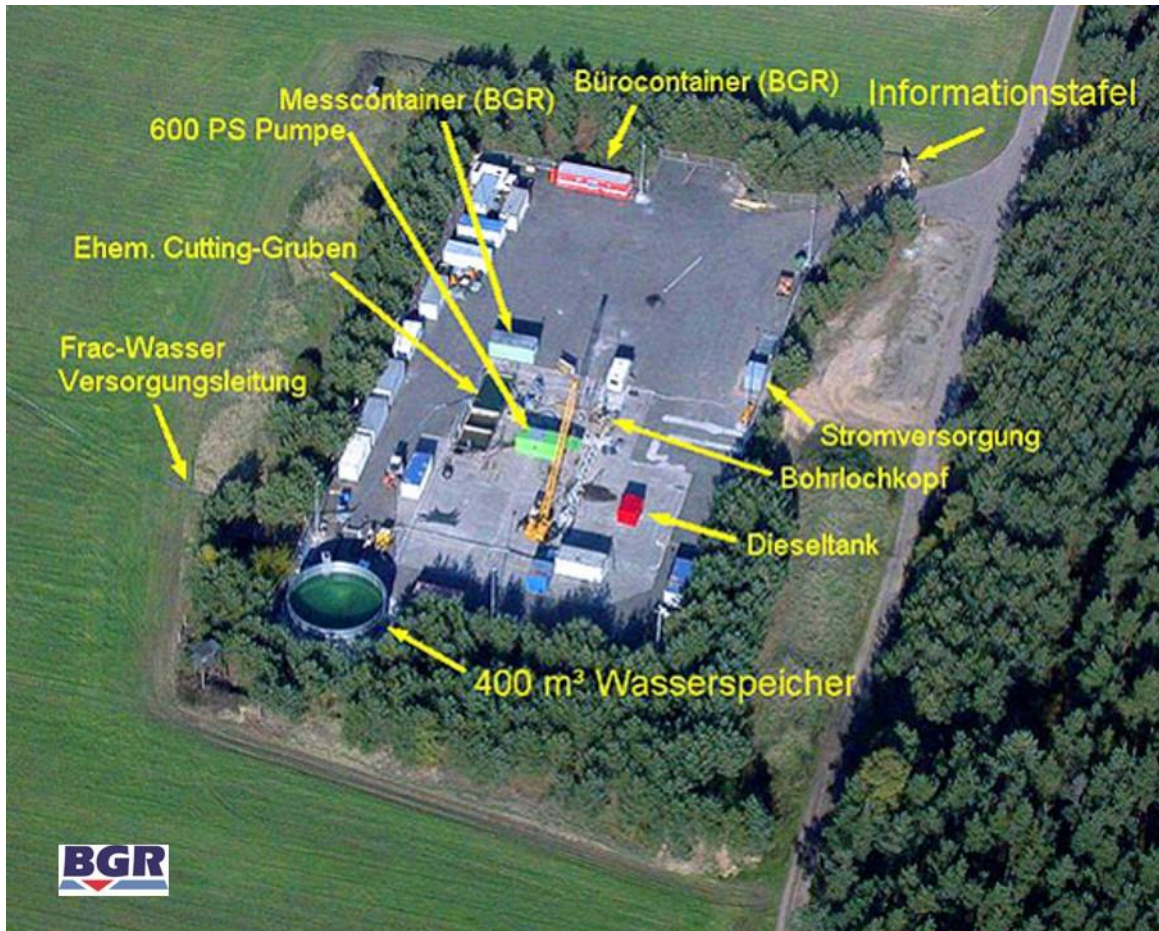 Bürocontainer (BGR)
Informationstafel
Messcontainer (BGR)
600 PS Pumpe
Ehem. Cutting-Gruben
Frac-Wasser
Versorgungsleitung
Stromversorgung
Bohrlochkopf
Dieseltank
400 m³ Wasserspeicher
BGR